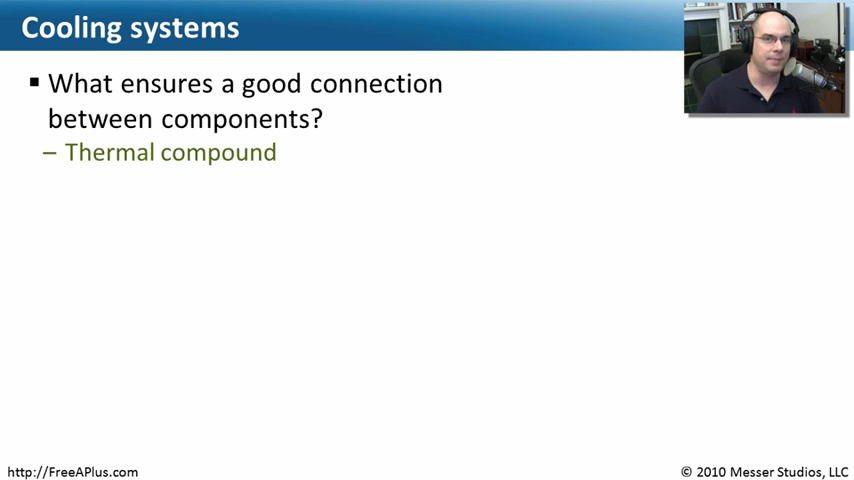 Cooling systems
▪ What ensures a good connection
between components?
– Thermal compound
http://FreeAPlus.com
© 2010 Messer Studios, LLC